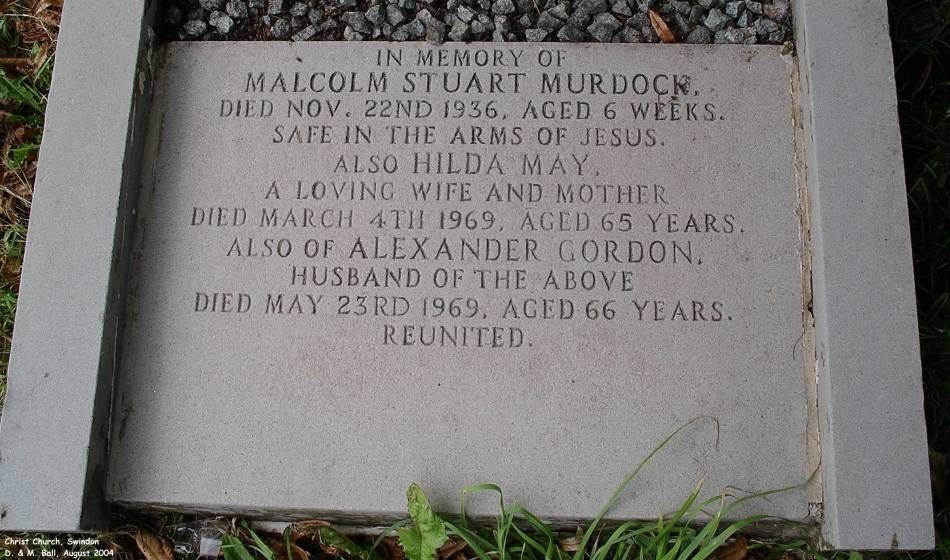 IN MEMORY OF
MALCOLM STUART MURDOCK,
DIED NOV. 22ND 1936, AGED 6 WEEKS.
SAFE IN THE ARMS OF JESUS.
ALSO HILDA MAY,
A LOVING WIFE AND MOTHER
DIED MARCH 4TH 1969, AGED 65 YEARS.
ALSO OF ALEXANDER GORDON,
HUSBAND OF THE ABOVE
DIED MAY 23RD 1969, AGED 66 YEARS.
REUNITED.
Christ Church, Swindon
D. & M. Ball, August 2004